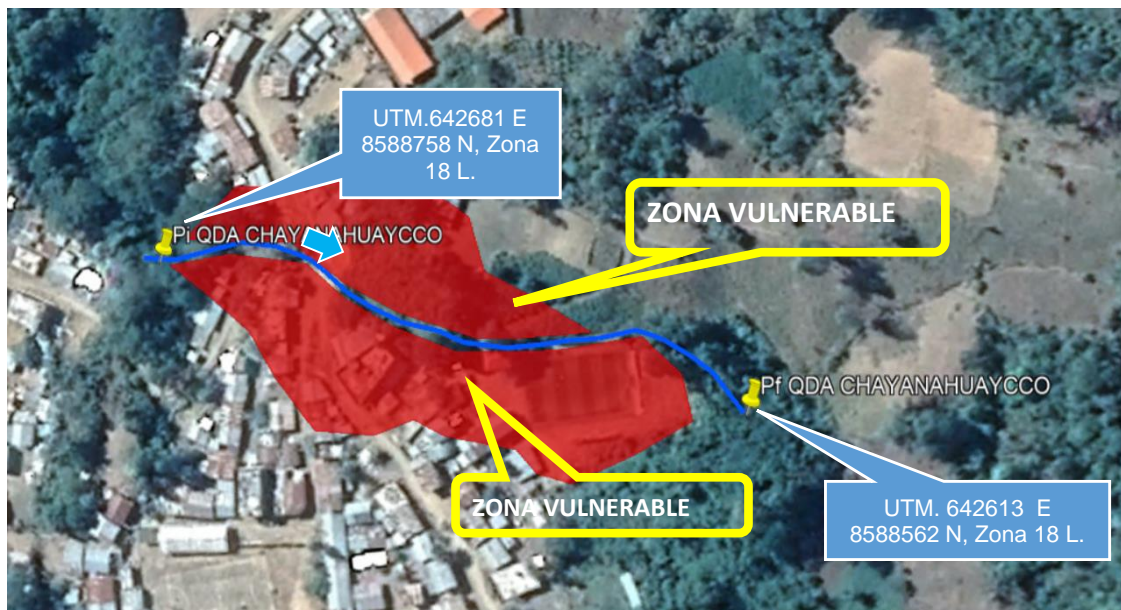 UTM.642681 E
8588758 N, Zona
18 L.
ZONA VULNERABLE
Pi QDA CHAYANAHUAYCCO
Pf QDA CHAYANAHUAYCCO
ZONA VULNERABLE
UTM. 642613 E
8588562 N, Zona 18 L.